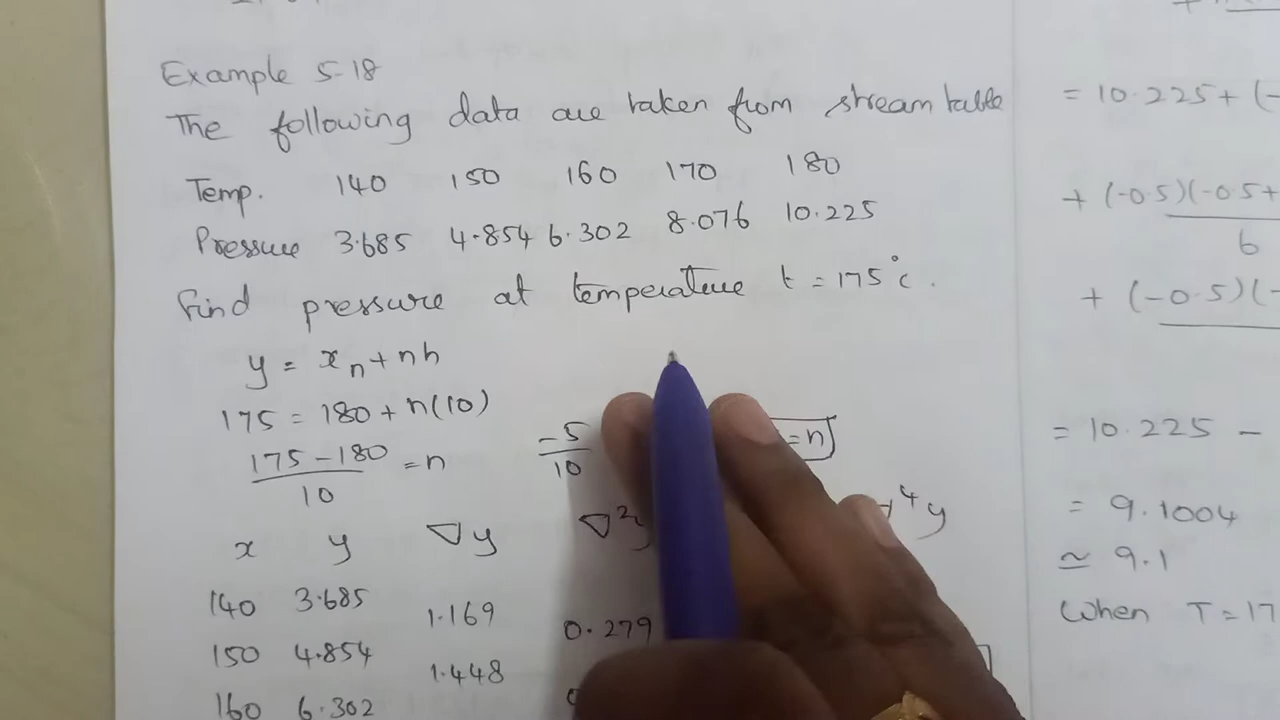 Example 5-18
The following data are taken from stream table
Temp. 140 150 160 170 180
Pressure 3.685 4.854 6.302 8.076 10.225
Find pressure at temperature t = 175°c.
y = xn + nh
175 = 180 + n(10)
175 - 180 / 10 = n
-5 / 10
= n
x y ∇y ∇²y ⁴y
140 3.685
1.169
0.279
150 4.854
1.448
160 6.302
= 10.225 + (-
+ (-0.5)(-0.5+
6
+ (-0.5)(-
= 10.225 -
= 9.1004
≃ 9.1
When T = 17